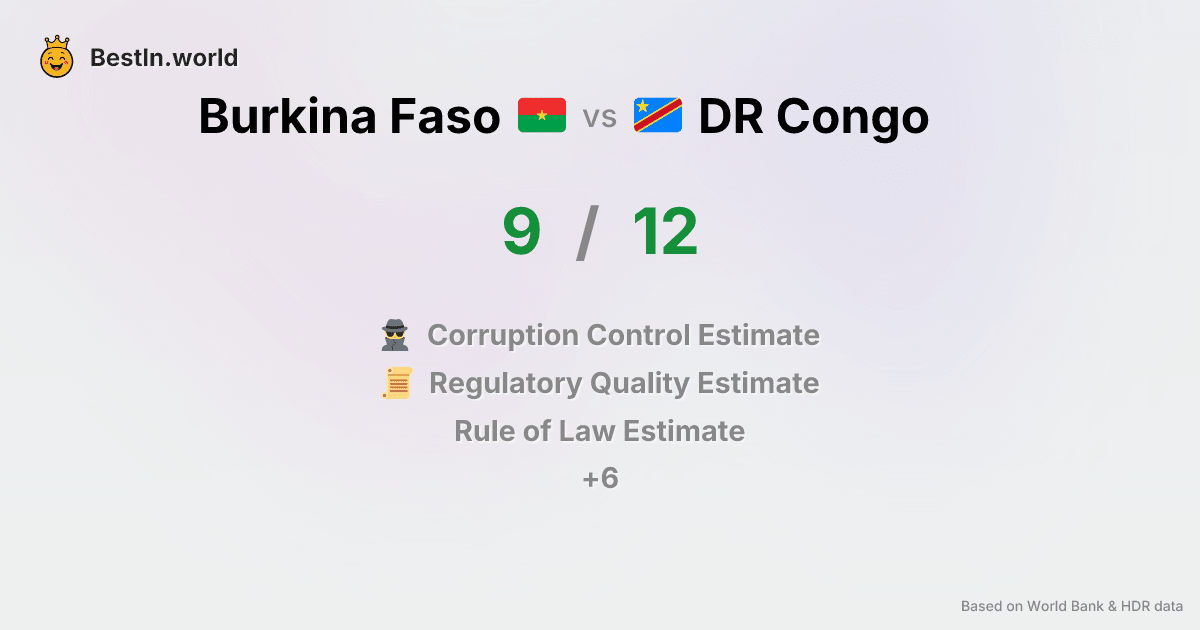 BestIn.world
Burkina Faso vs DR Congo
9 / 12
Corruption Control Estimate
Regulatory Quality Estimate
Rule of Law Estimate
+6
Based on World Bank & HDR data